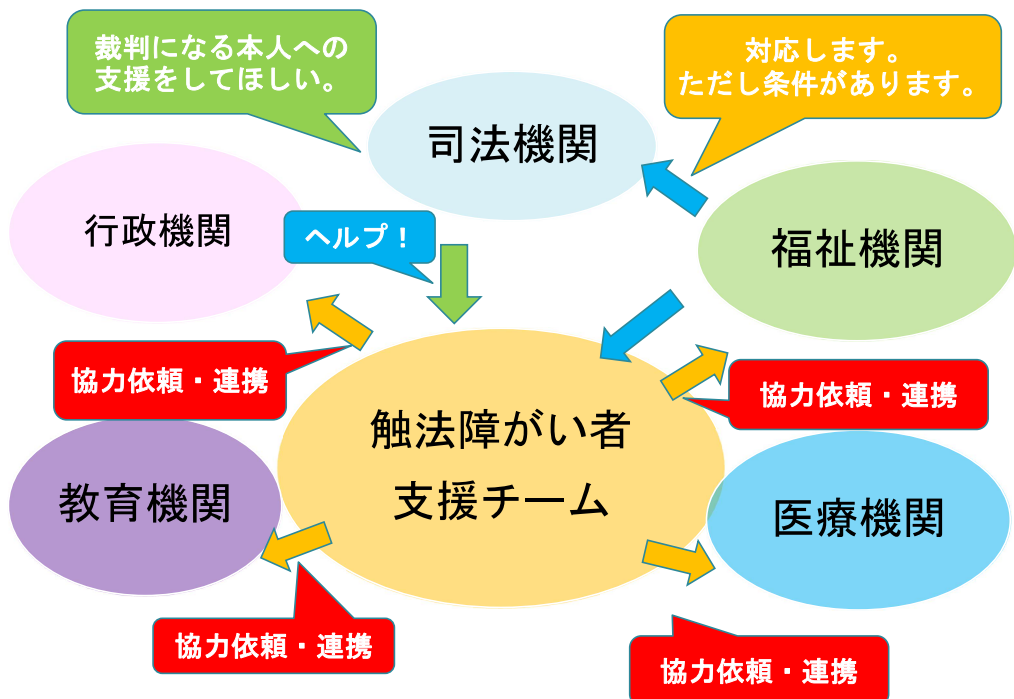 裁判になる本人への
支援をしてほしい。
対応します。
ただし条件があります。
司法機関
行政機関
ヘルプ！
福祉機関
協力依頼・連携
協力依頼・連携
触法障がい者
支援チーム
教育機関
医療機関
協力依頼・連携
協力依頼・連携